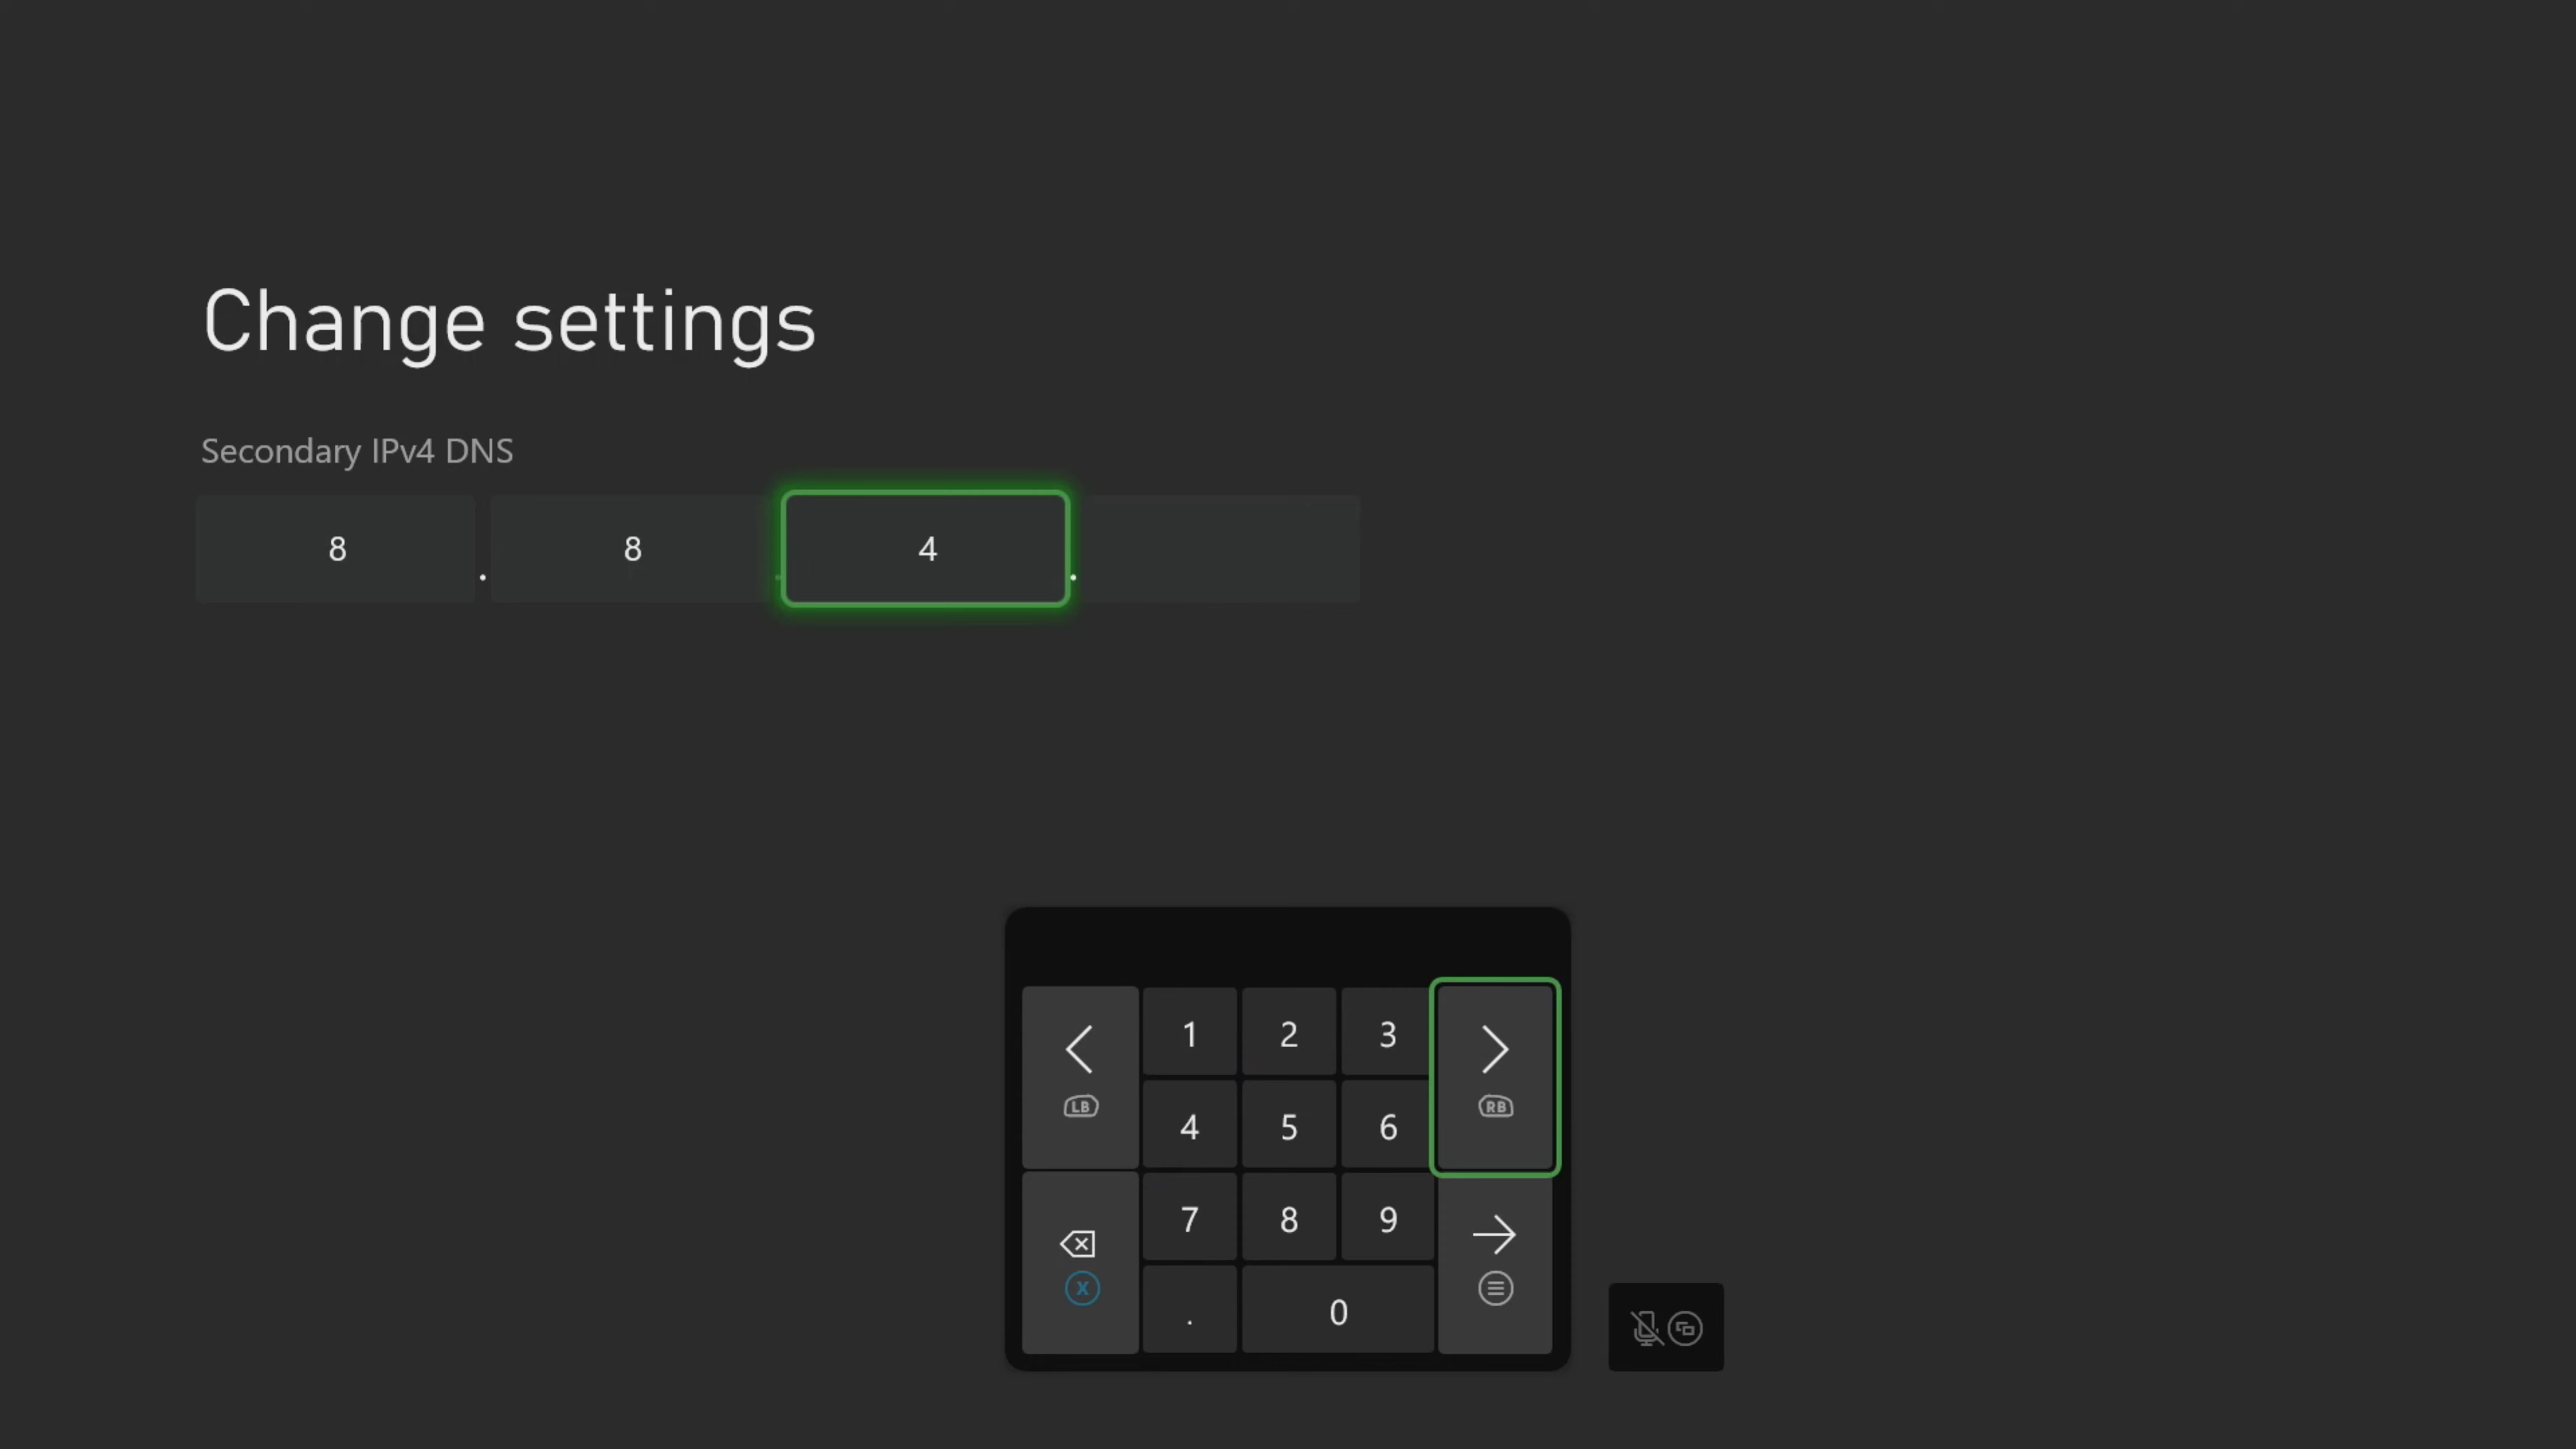 Change settings
Secondary IPv4 DNS
8 . 8 . 4 .
1 2 3
LB RB
4 5 6
7 8 9
X
. 0